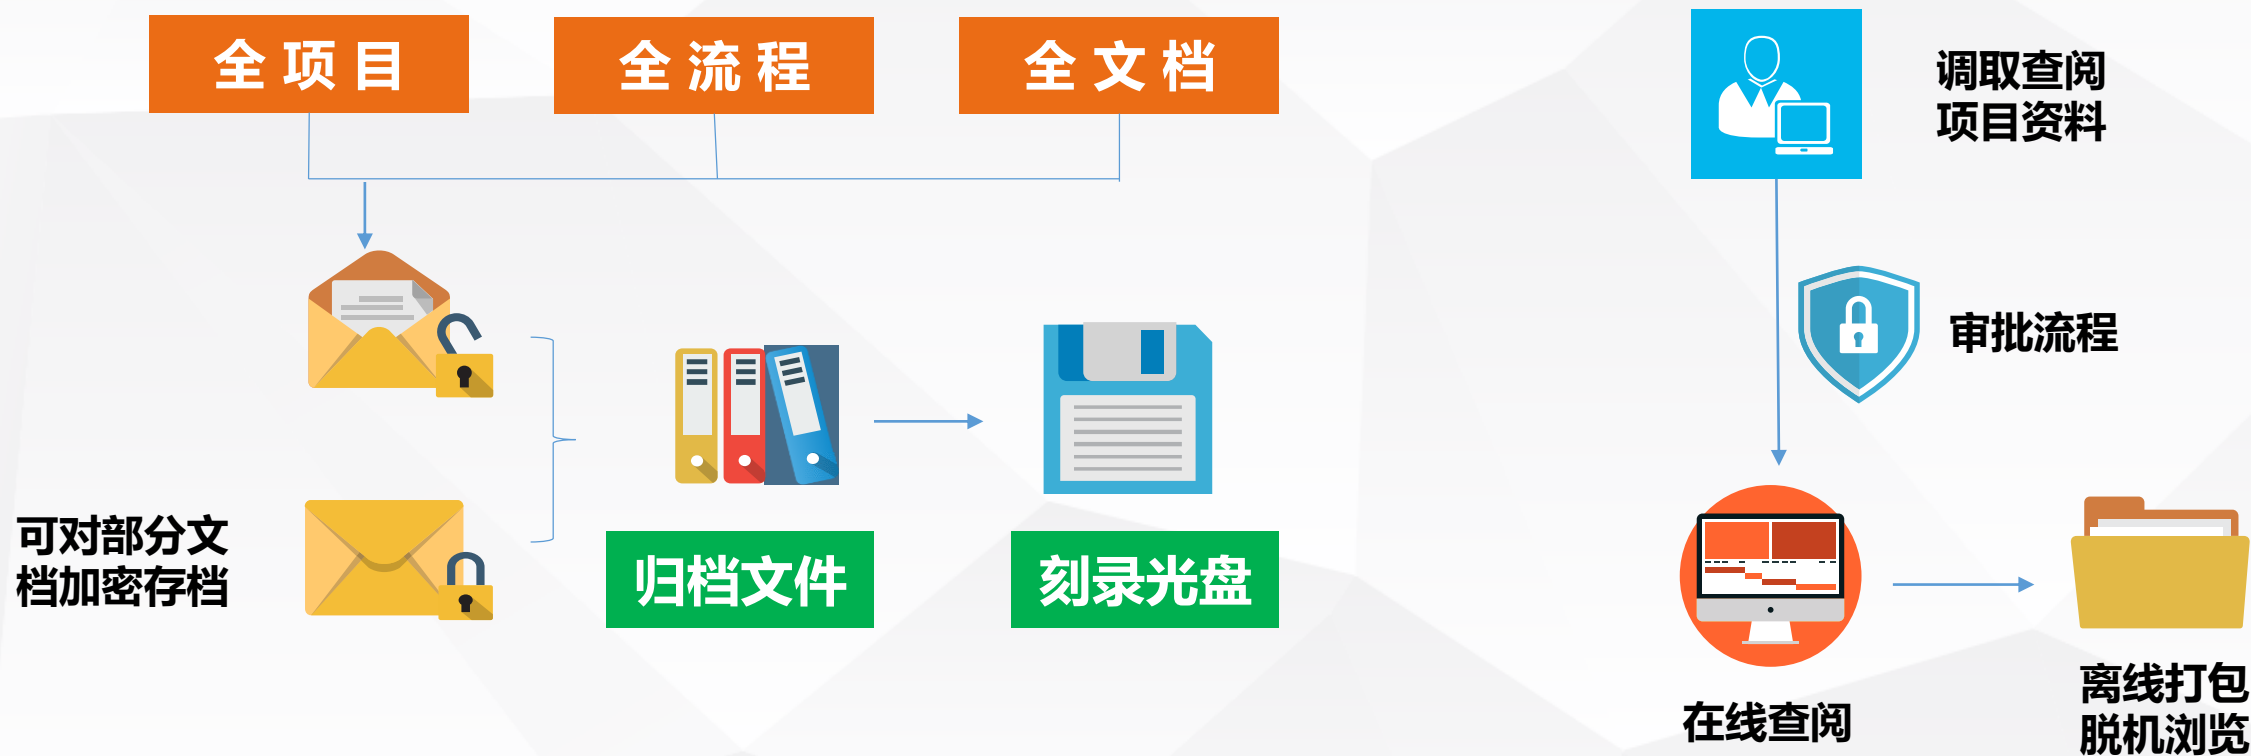 全项目
全流程
全文档
可对部分文
档加密存档
归档文件
刻录光盘
调取查阅
项目资料
审批流程
在线查阅
离线打包
脱机浏览